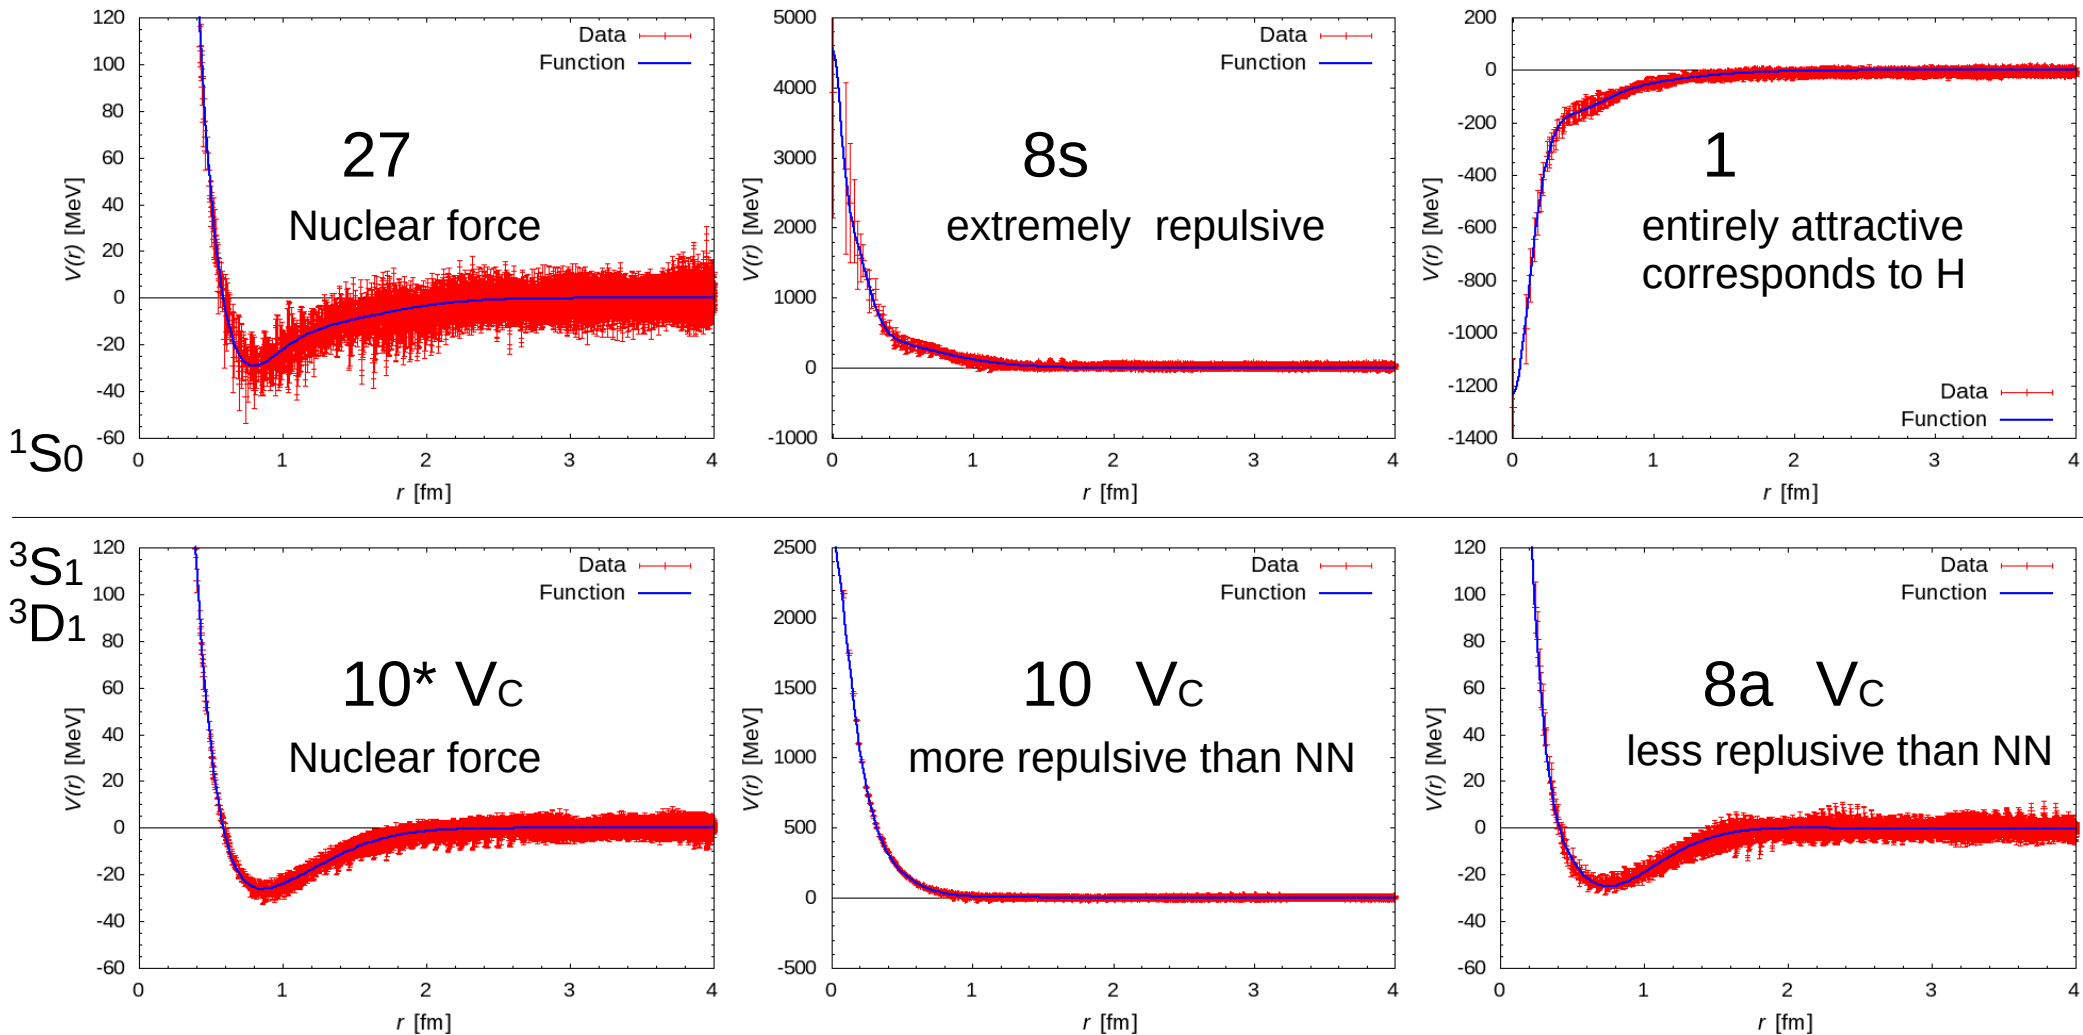 120
100
80
60
40
20
0
-20
-40
-60
0 1 2 3 4
V(r) [MeV]
r [fm]
Data
Function
27
Nuclear force
5000
4000
3000
2000
1000
0
-1000
0 1 2 3 4
V(r) [MeV]
r [fm]
Data
Function
8s
extremely repulsive
200
0
-200
-400
-600
-800
-1000
-1200
-1400
0 1 2 3 4
V(r) [MeV]
r [fm]
1
entirely attractive
corresponds to H
Data
Function
1S0
3S1
3D1
120
100
80
60
40
20
0
-20
-40
-60
0 1 2 3 4
V(r) [MeV]
r [fm]
Data
Function
10* VC
Nuclear force
2500
2000
1500
1000
500
0
-500
0 1 2 3 4
V(r) [MeV]
r [fm]
Data
Function
10 VC
more repulsive than NN
120
100
80
60
40
20
0
-20
-40
-60
0 1 2 3 4
V(r) [MeV]
r [fm]
Data
Function
8a VC
less replusive than NN